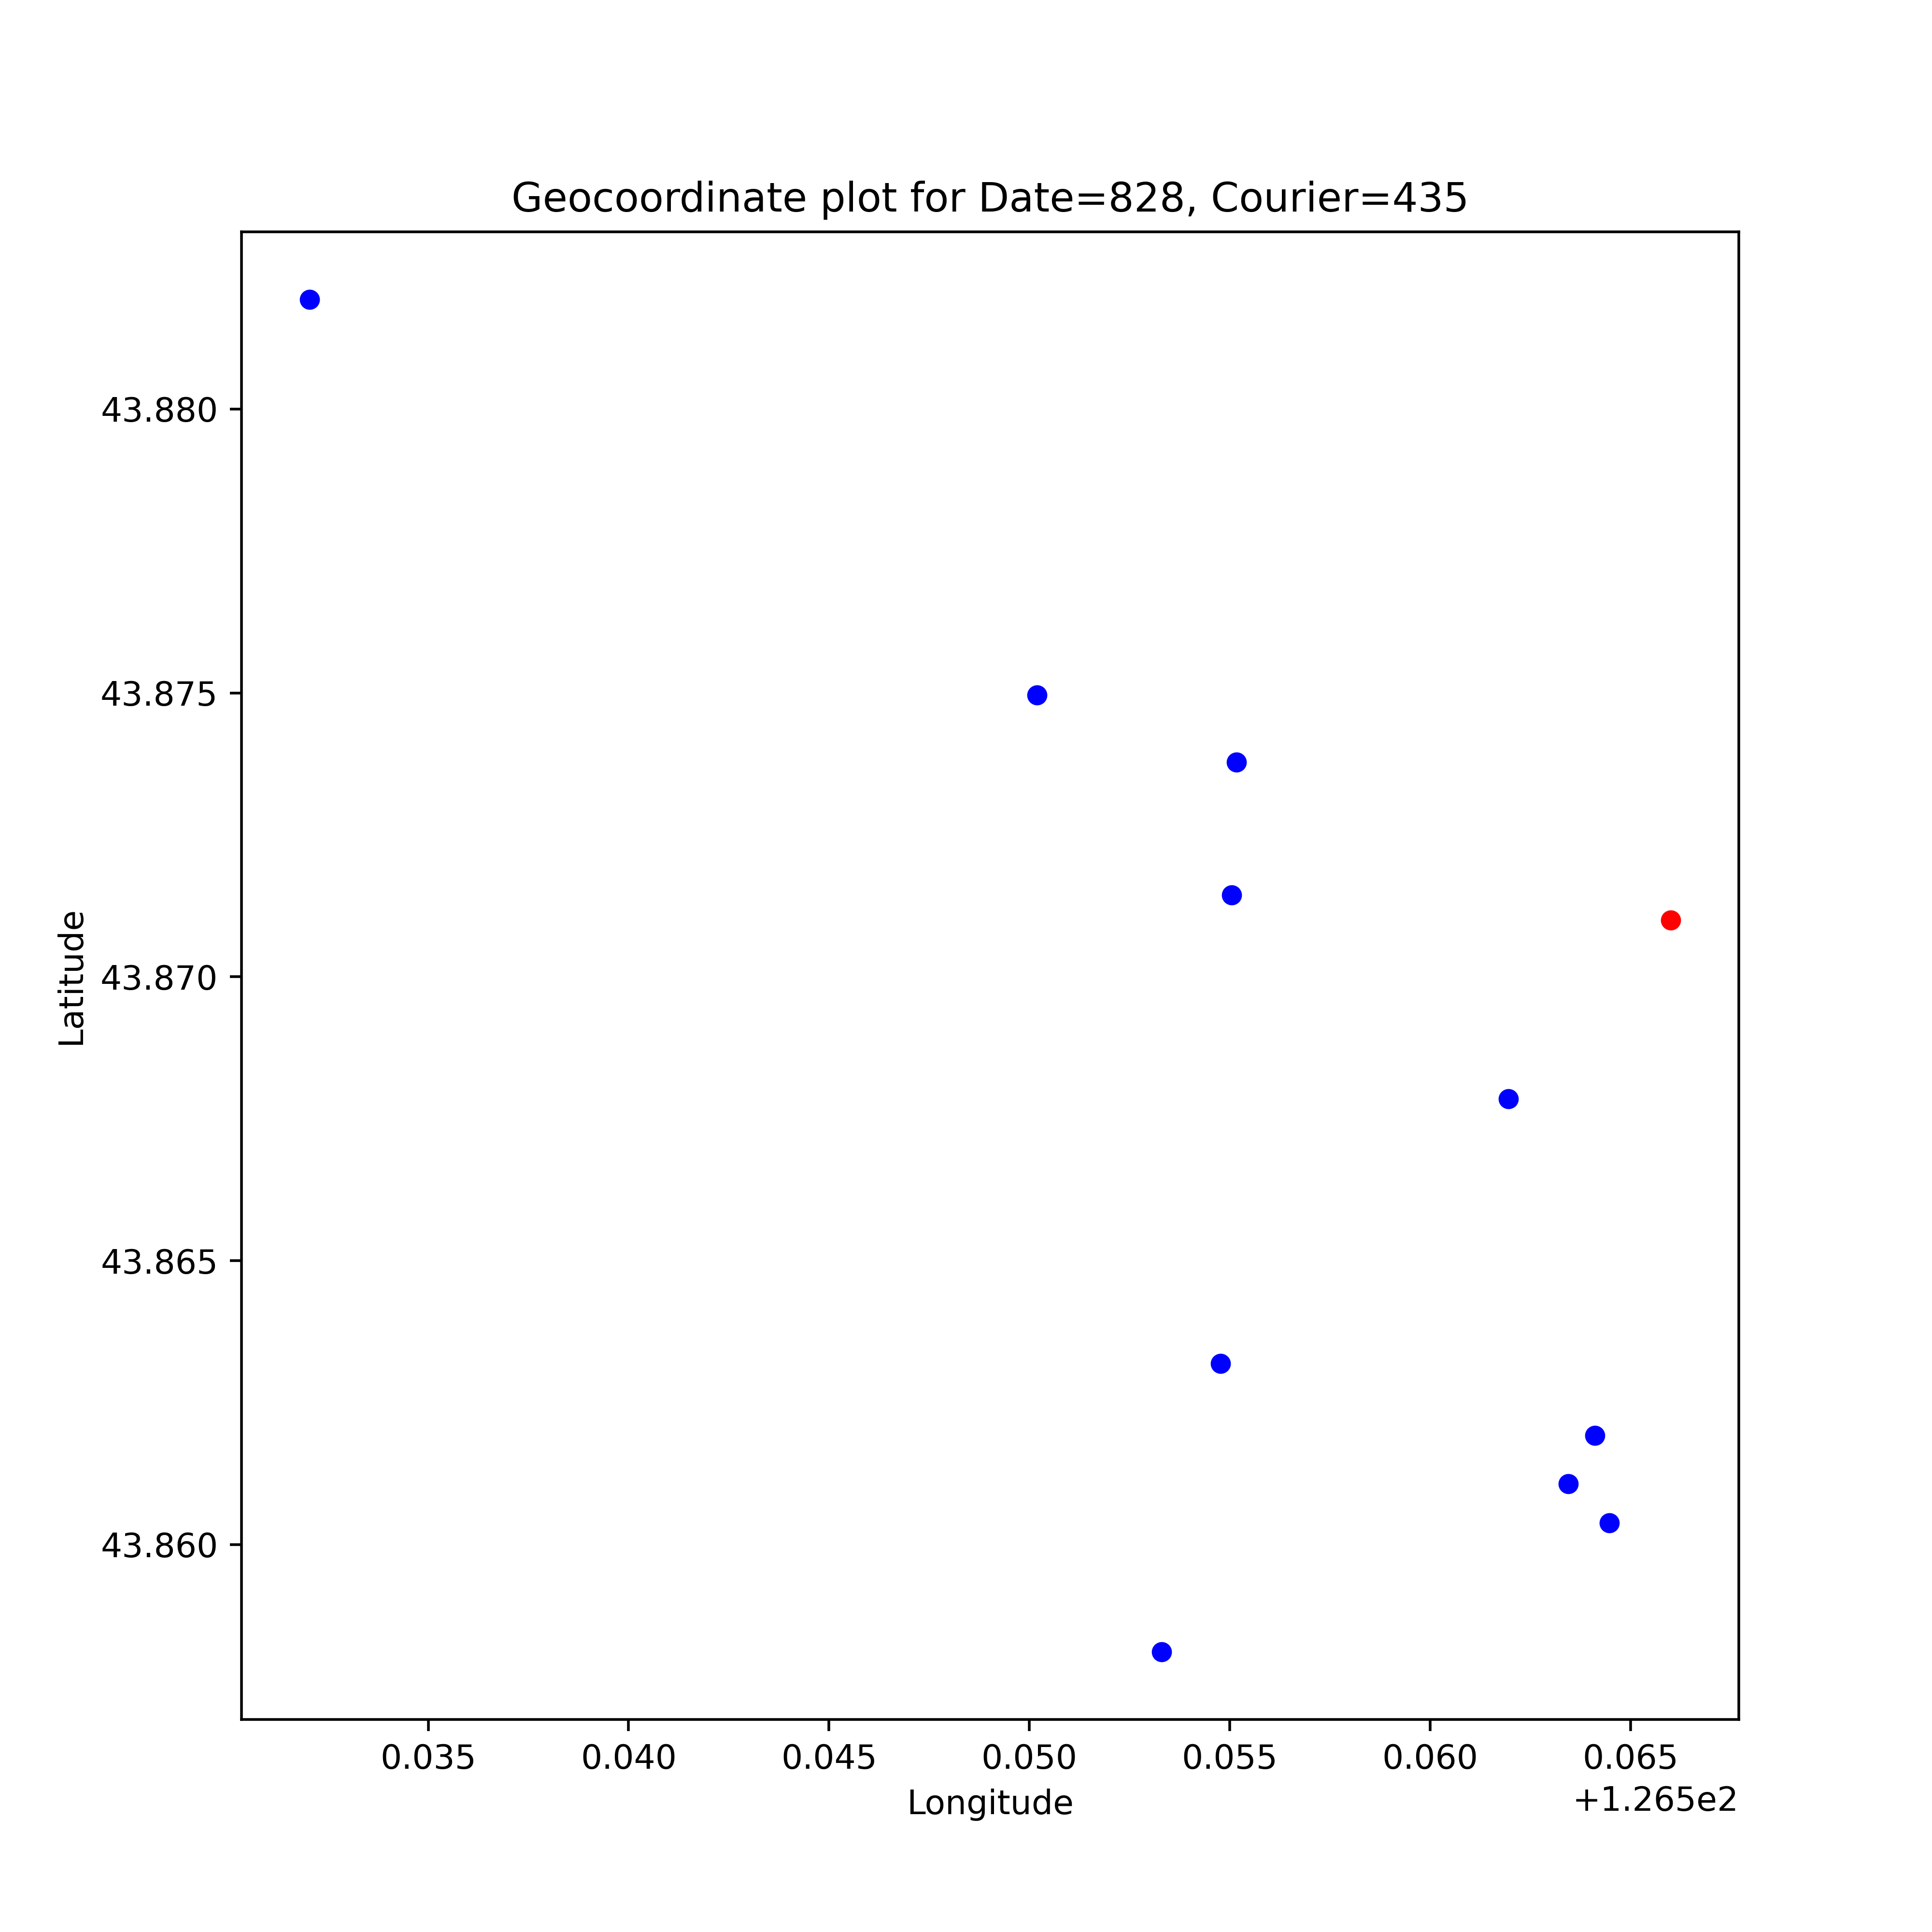 Geocoordinate plot for Date=828, Courier=435
43.880
43.875
43.870
43.865
43.860
Latitude
0.035 0.040 0.045 0.050 0.055 0.060 0.065
+1.265e2
Longitude